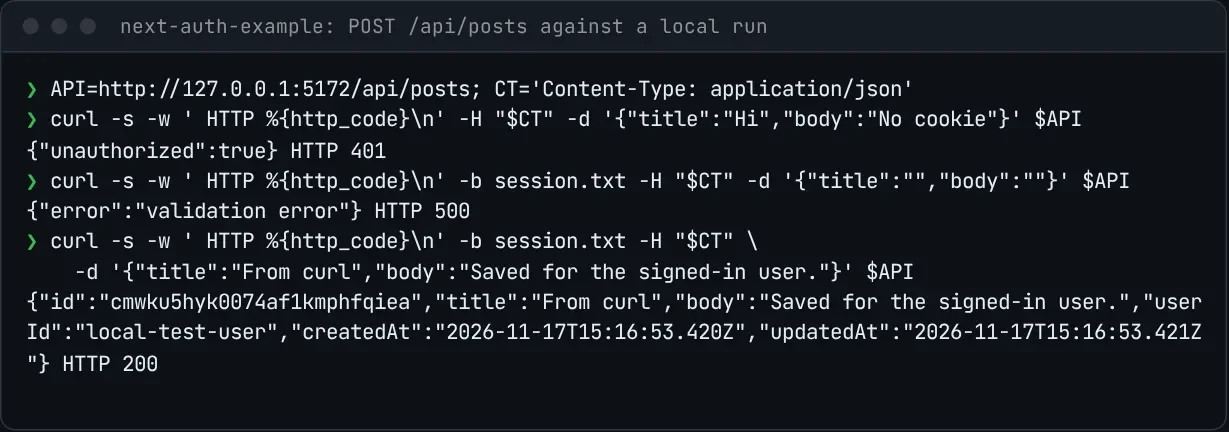 next-auth-example: POST /api/posts against a local run
❯ API=http://127.0.0.1:5172/api/posts; CT='Content-Type: application/json'
❯ curl -s -w ' HTTP %{http_code}\n' -H "$CT" -d '{"title":"Hi","body":"No cookie"}' $API
{"unauthorized":true} HTTP 401
❯ curl -s -w ' HTTP %{http_code}\n' -b session.txt -H "$CT" -d '{"title":"","body":""}' $API
{"error":"validation error"} HTTP 500
❯ curl -s -w ' HTTP %{http_code}\n' -b session.txt -H "$CT" \
    -d '{"title":"From curl","body":"Saved for the signed-in user."}' $API
{"id":"cmwku5hyk0074af1kmphfqiea","title":"From curl","body":"Saved for the signed-in user.","user
Id":"local-test-user","createdAt":"2026-11-17T15:16:53.420Z","updatedAt":"2026-11-17T15:16:53.421Z
"} HTTP 200